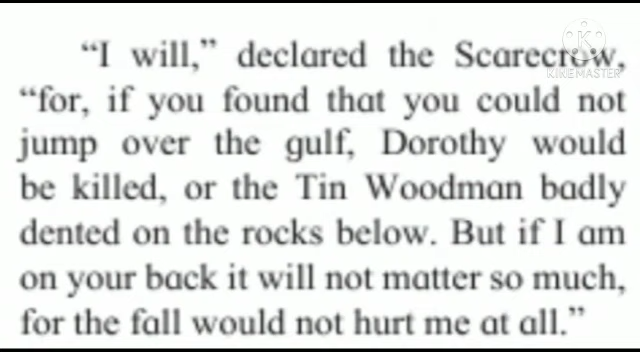 “I will,” declared the Scarecrow,
KINEMASTER
“for, if you found that you could not
jump over the gulf, Dorothy would
be killed, or the Tin Woodman badly
dented on the rocks below. But if I am
on your back it will not matter so much,
for the fall would not hurt me at all.”